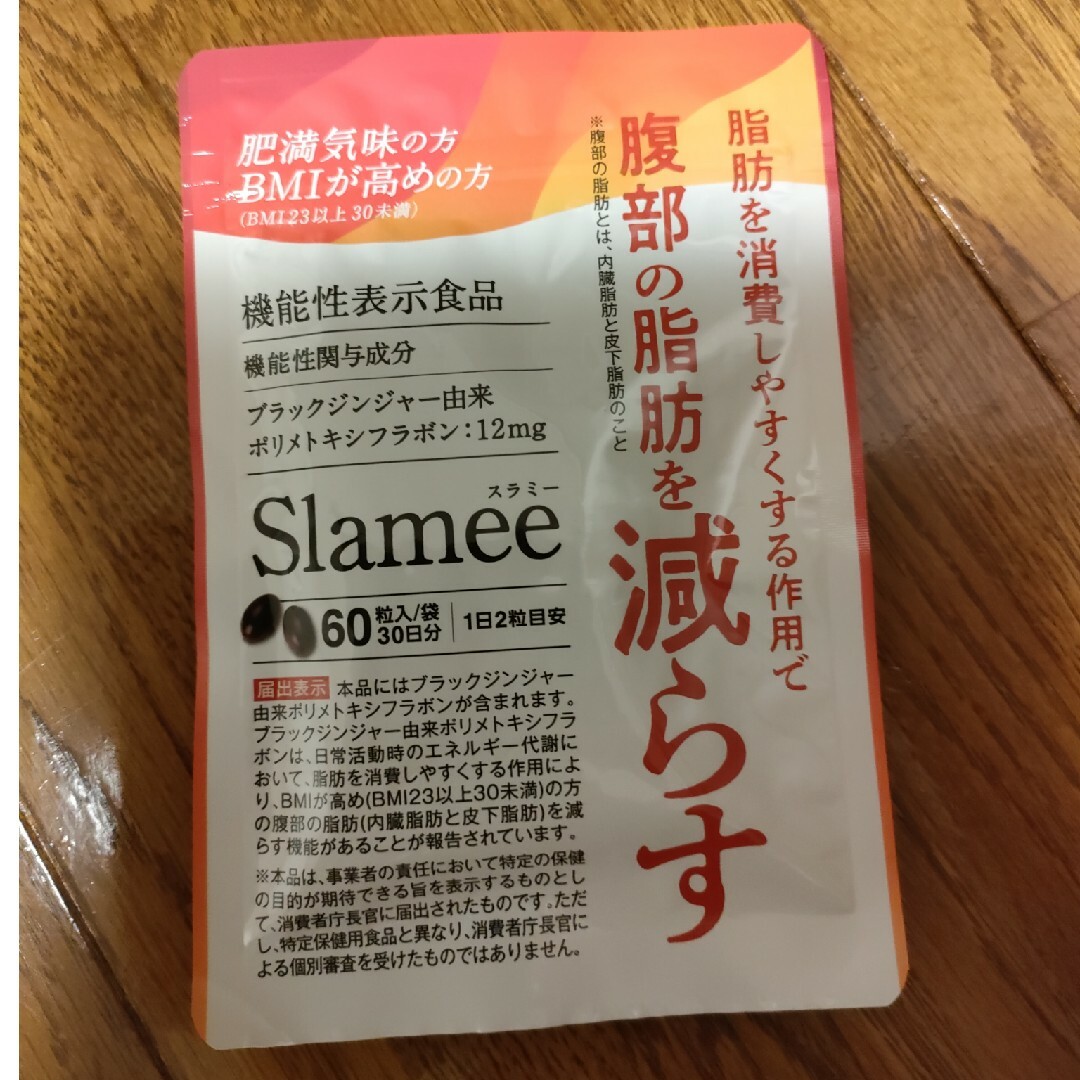 肥満気味の方
BMIが高めの方
(BMI23以上30未満)
脂肪を消費しやすくする作用で
腹部の脂肪を減らす
※腹部の脂肪とは、内臓脂肪と皮下脂肪のこと
機能性表示食品
機能性関与成分
ブラックジンジャー由来
ポリメトキシフラボン:12mg
スラミー
Slamee
60粒入/袋 30日分 1日2粒目安
届出表示 本品にはブラックジンジャー
由来ポリメトキシフラボンが含まれます。
ブラックジンジャー由来ポリメトキシフラ
ボンは、日常活動時のエネルギー代謝に
おいて、脂肪を消費しやすくする作用によ
り、BMIが高め(BMI23以上30未満)の方
の腹部の脂肪(内臓脂肪と皮下脂肪)を減
らす機能があることが報告されています。
※本品は、事業者の責任において特定の保健
の目的が期待できる旨を表示するものとし
て、消費者庁長官に届出されたものです。ただ
し、特定保健用食品と異なり、消費者庁長官に
よる個別審査を受けたものではありません。